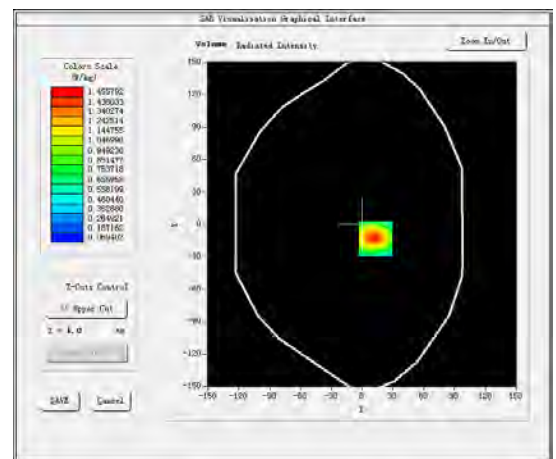 SAR Visualisation Graphical Interface
Volume Radiated Intensity
Zoom In/Out
Colors Scale
(W/kg)
1.455792
1.438033
1.340274
1.242514
1.144755
1.046996
0.949236
0.851477
0.753718
0.655958
0.558199
0.460440
0.362680
0.264921
0.167162
0.069402
150
120
90
60
30
0
-30
-60
-90
-120
-150
Y
-150 -120 -90 -60 -30 0 30 60 90 120 150
X
Z-Cuts Control
Upper Cut
Z = 4.0 mm
SAVE Cancel